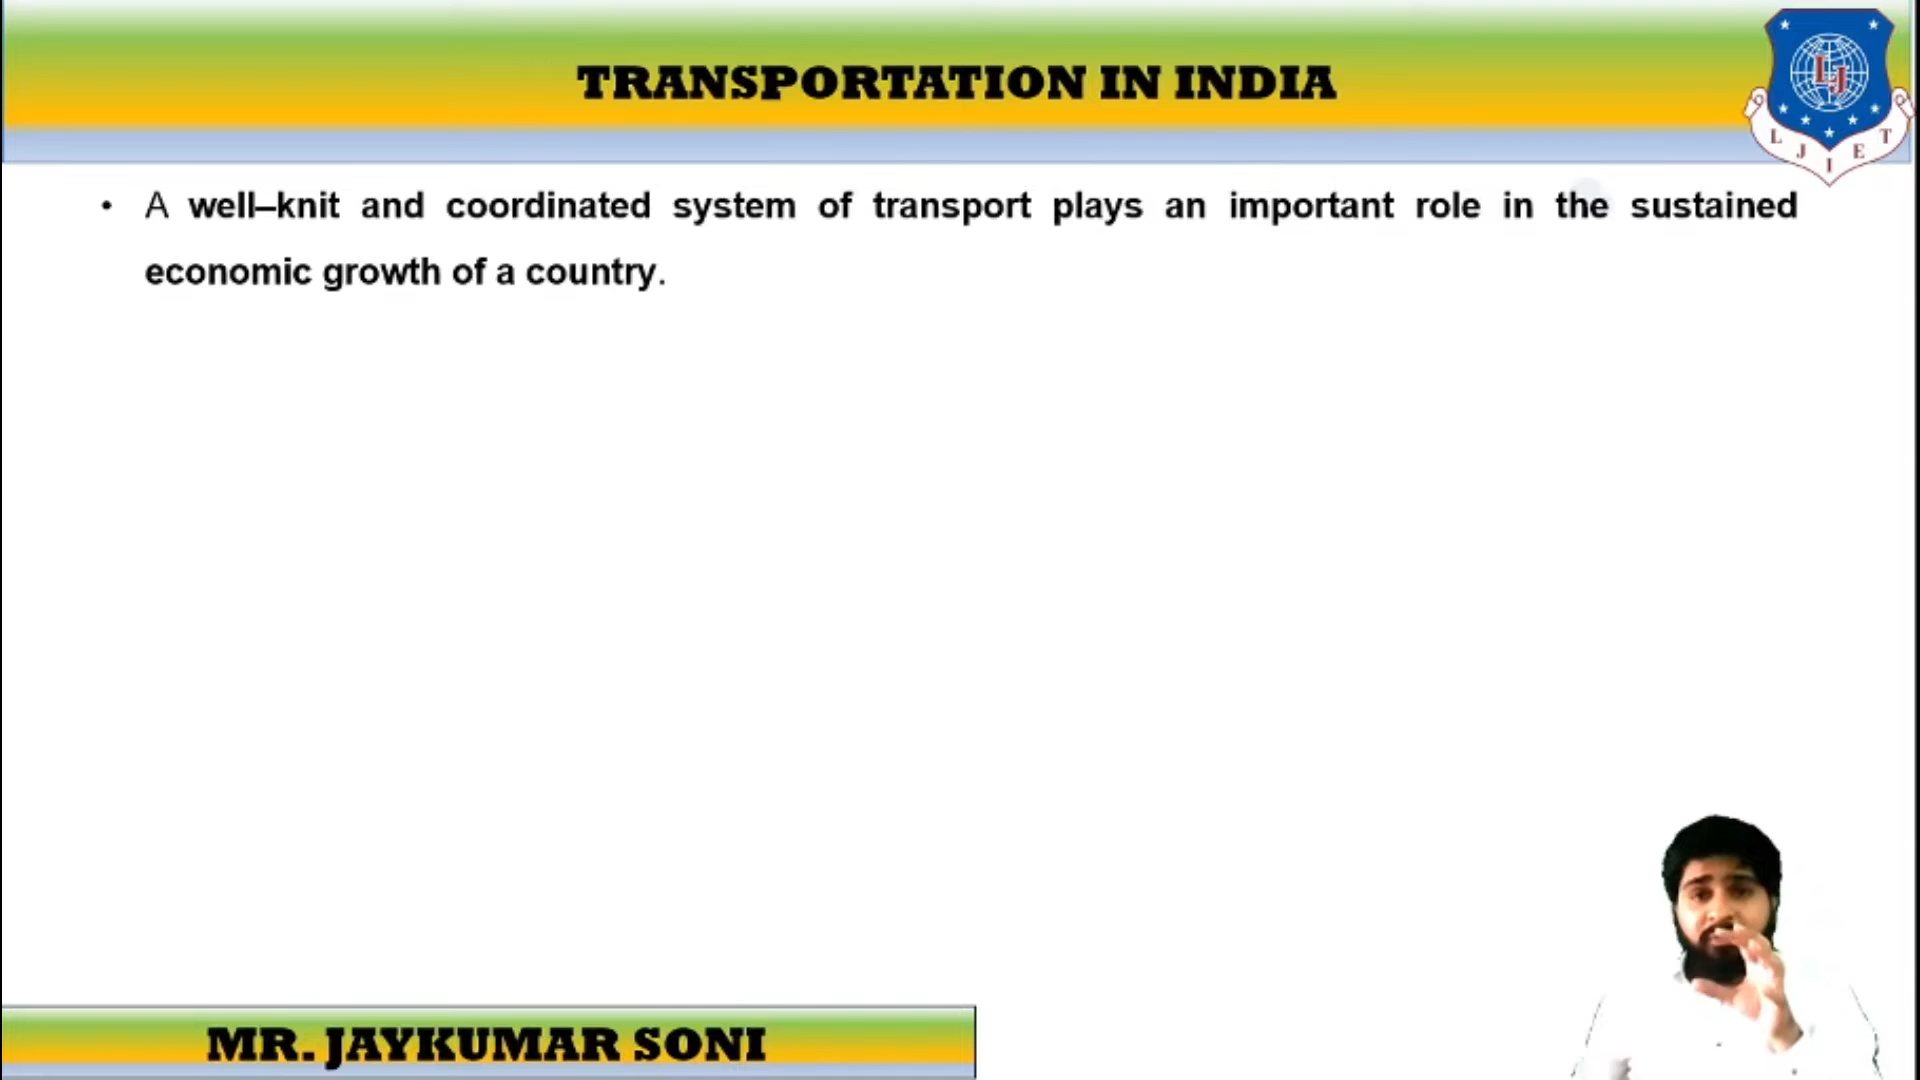 TRANSPORTATION IN INDIA
LJ
L J I E T
• A well–knit and coordinated system of transport plays an important role in the sustained
economic growth of a country.
MR. JAYKUMAR SONI